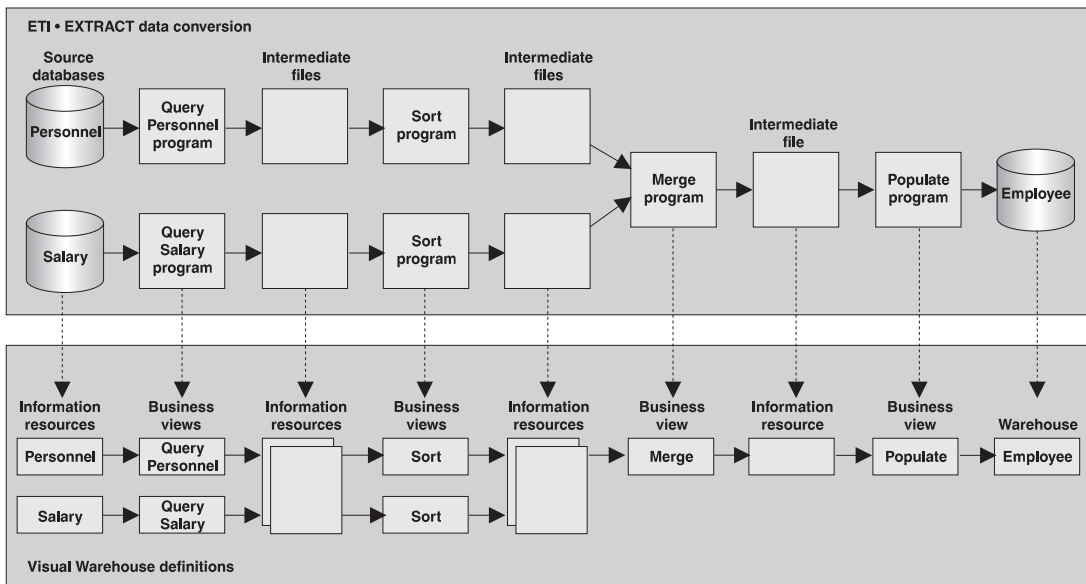 ETI • EXTRACT data conversion
Source
databases
Intermediate
files
Intermediate
files
Personnel
Query
Personnel
program
Sort
program
Intermediate
file
Merge
program
Populate
program
Employee
Salary
Query
Salary
program
Sort
program
Information
resources
Business
views
Information
resources
Business
views
Information
resources
Business
view
Information
resource
Business
view
Warehouse
Personnel
Query
Personnel
Sort
Merge
Populate
Employee
Salary
Query
Salary
Sort
Visual Warehouse definitions